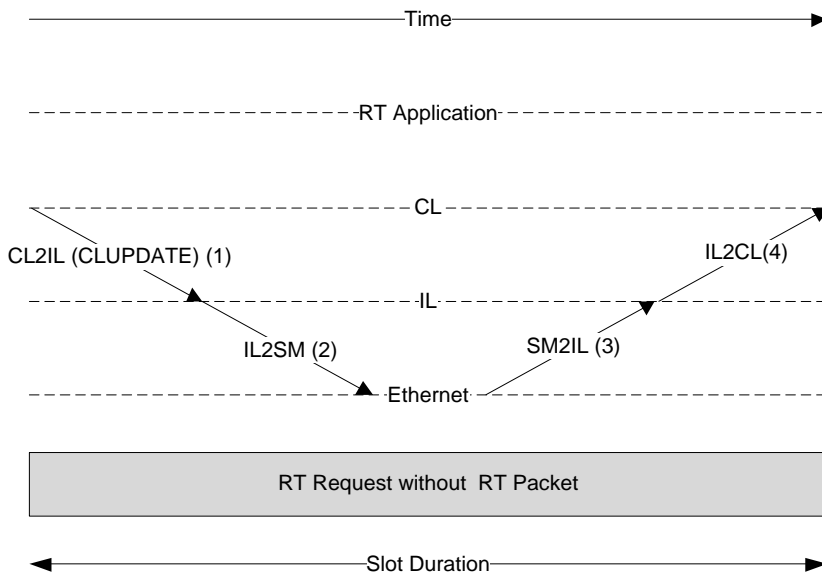 Time
RT Application
CL
CL2IL (CLUPDATE) (1)
IL2CL(4)
IL
IL2SM (2)
SM2IL (3)
Ethernet
RT Request without RT Packet
Slot Duration